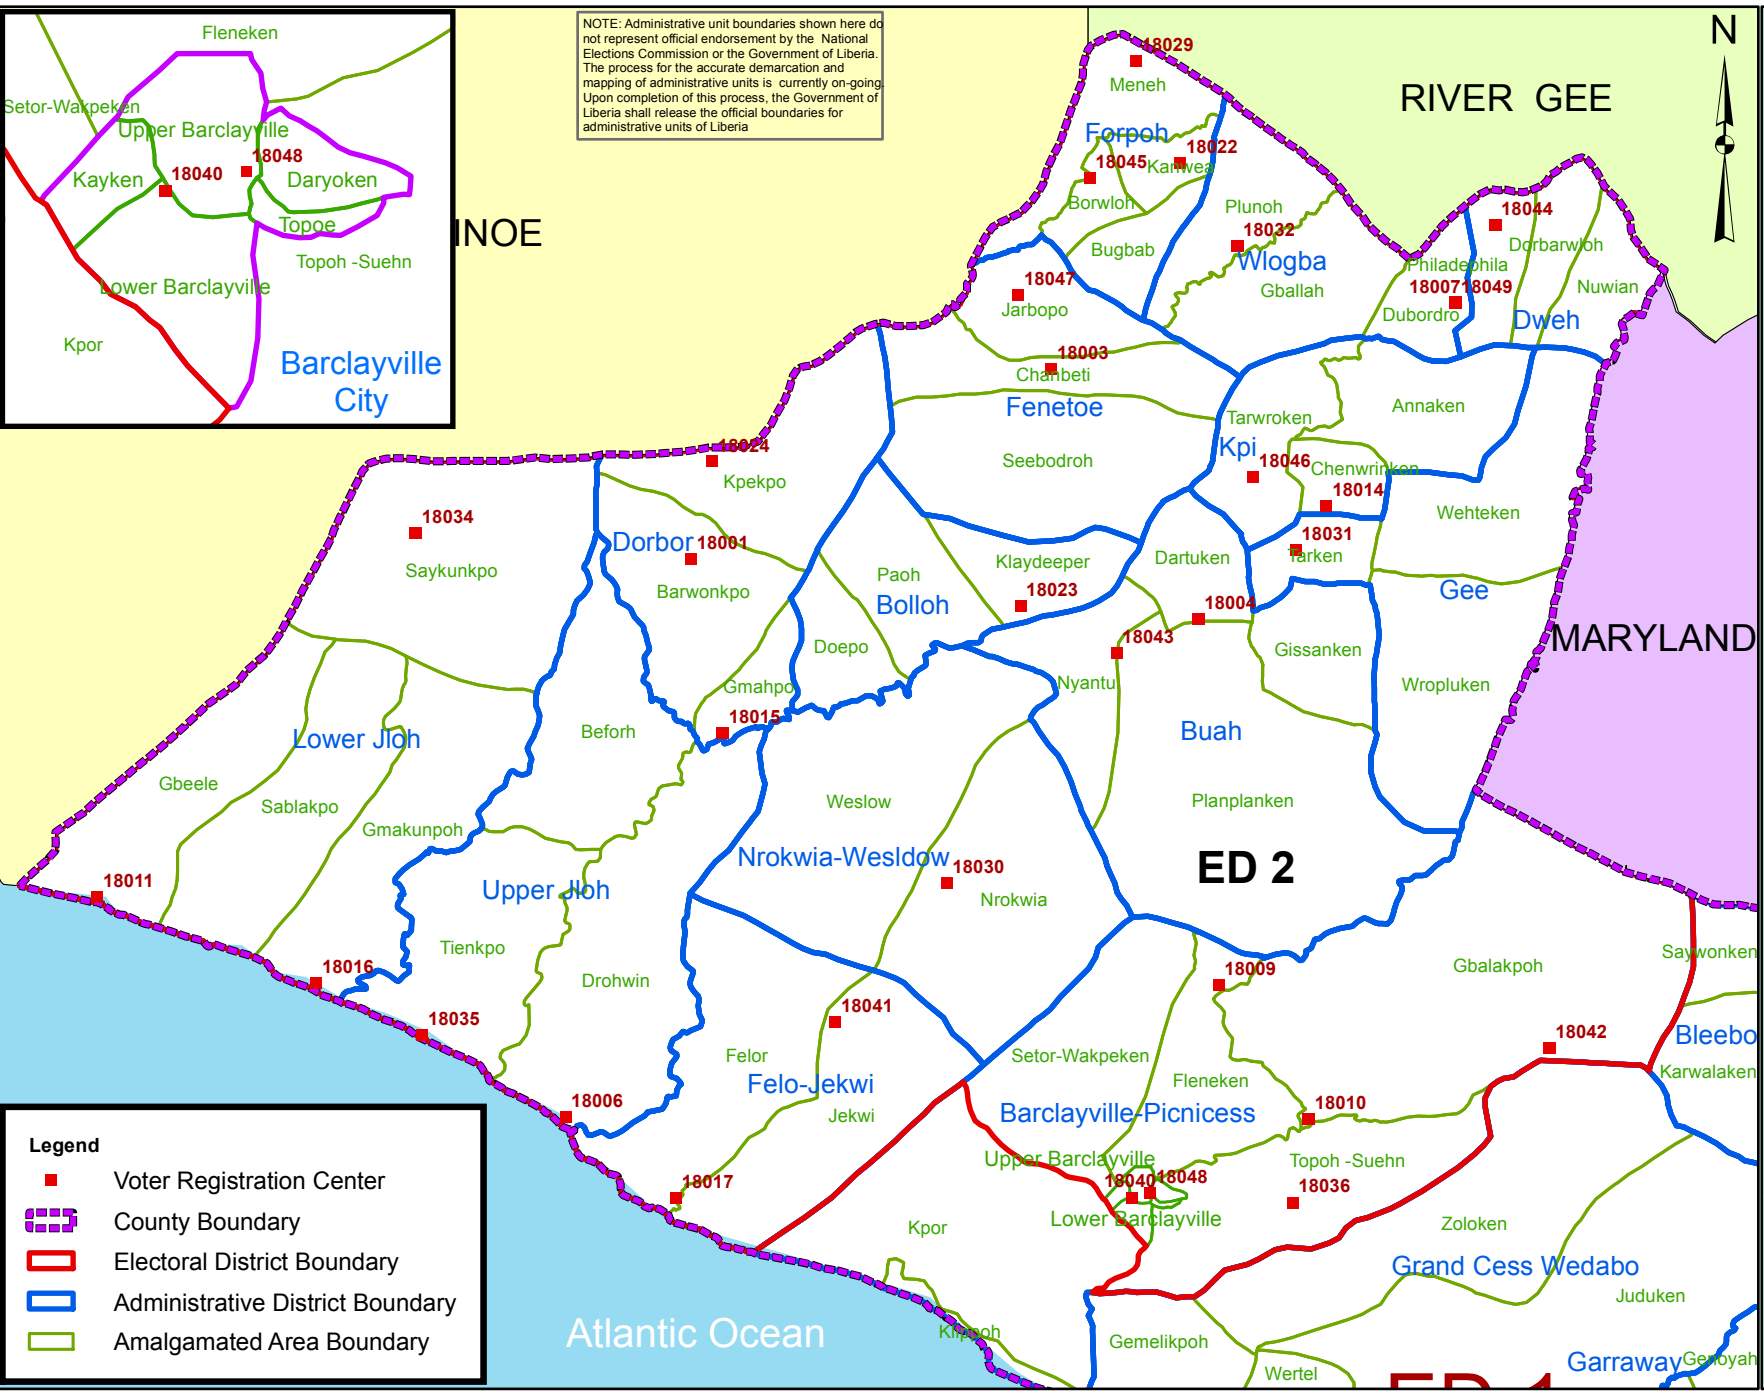 Fleneken
Setor-Wakpeken
Upper Barclayville
18048
18040
Kayken
Daryoken
Topoe
Topoh -Suehn
Lower Barclayville
Kpor
Barclayville
City
NOTE: Administrative unit boundaries shown here do
not represent official endorsement by the National
Elections Commission or the Government of Liberia.
The process for the accurate demarcation and
mapping of administrative units is currently on-going.
Upon completion of this process, the Government of
Liberia shall release the official boundaries for
administrative units of Liberia
N
RIVER GEE
INOE
MARYLAND
18029
Meneh
Forpoh
18022
18045
Kanwea
Borwloh
Bugbab
Plunoh
18032
Wlogba
Gballah
18044
Dorbarwloh
Philadephila
18007
18049
Nuwian
Dubordro
Dweh
18047
Jarbopo
18003
Chanbeti
Fenetoe
Seebodroh
Tarwroken
Annaken
Kpi
18046
Chenwrinken
18014
Wehteken
18031
Tarken
Gee
18024
Kpekpo
18034
Saykunkpo
Dorbor
18001
Barwonkpo
Paoh
Bolloh
Klaydeeper
18023
Dartuken
18004
18043
Gissanken
Doepo
Gmahpo
Nyantu
Wropluken
18015
Beforh
Buah
Lower Jloh
Gbeele
Sablakpo
Gmakunpoh
Weslow
Planplanken
Nrokwia-Wesldow
18030
ED 2
Nrokwia
18011
Upper Jloh
Tienkpo
Drohwin
18016
18035
18009
Gbalakpoh
Saywonken
18041
18042
Bleebo
Karwalaken
Felor
Felo-Jekwi
Jekwi
Setor-Wakpeken
Fleneken
Barclayville-Picnicess
18006
18010
Upper Barclayville
Topoh -Suehn
18017
18040
18048
18036
Lower Barclayville
Kpor
Zoloken
Grand Cess Wedabo
Juduken
Klippoh
Gemelikpoh
Wertel
Garraway
Genoyah
ED 1
Atlantic Ocean
Legend
Voter Registration Center
County Boundary
Electoral District Boundary
Administrative District Boundary
Amalgamated Area Boundary